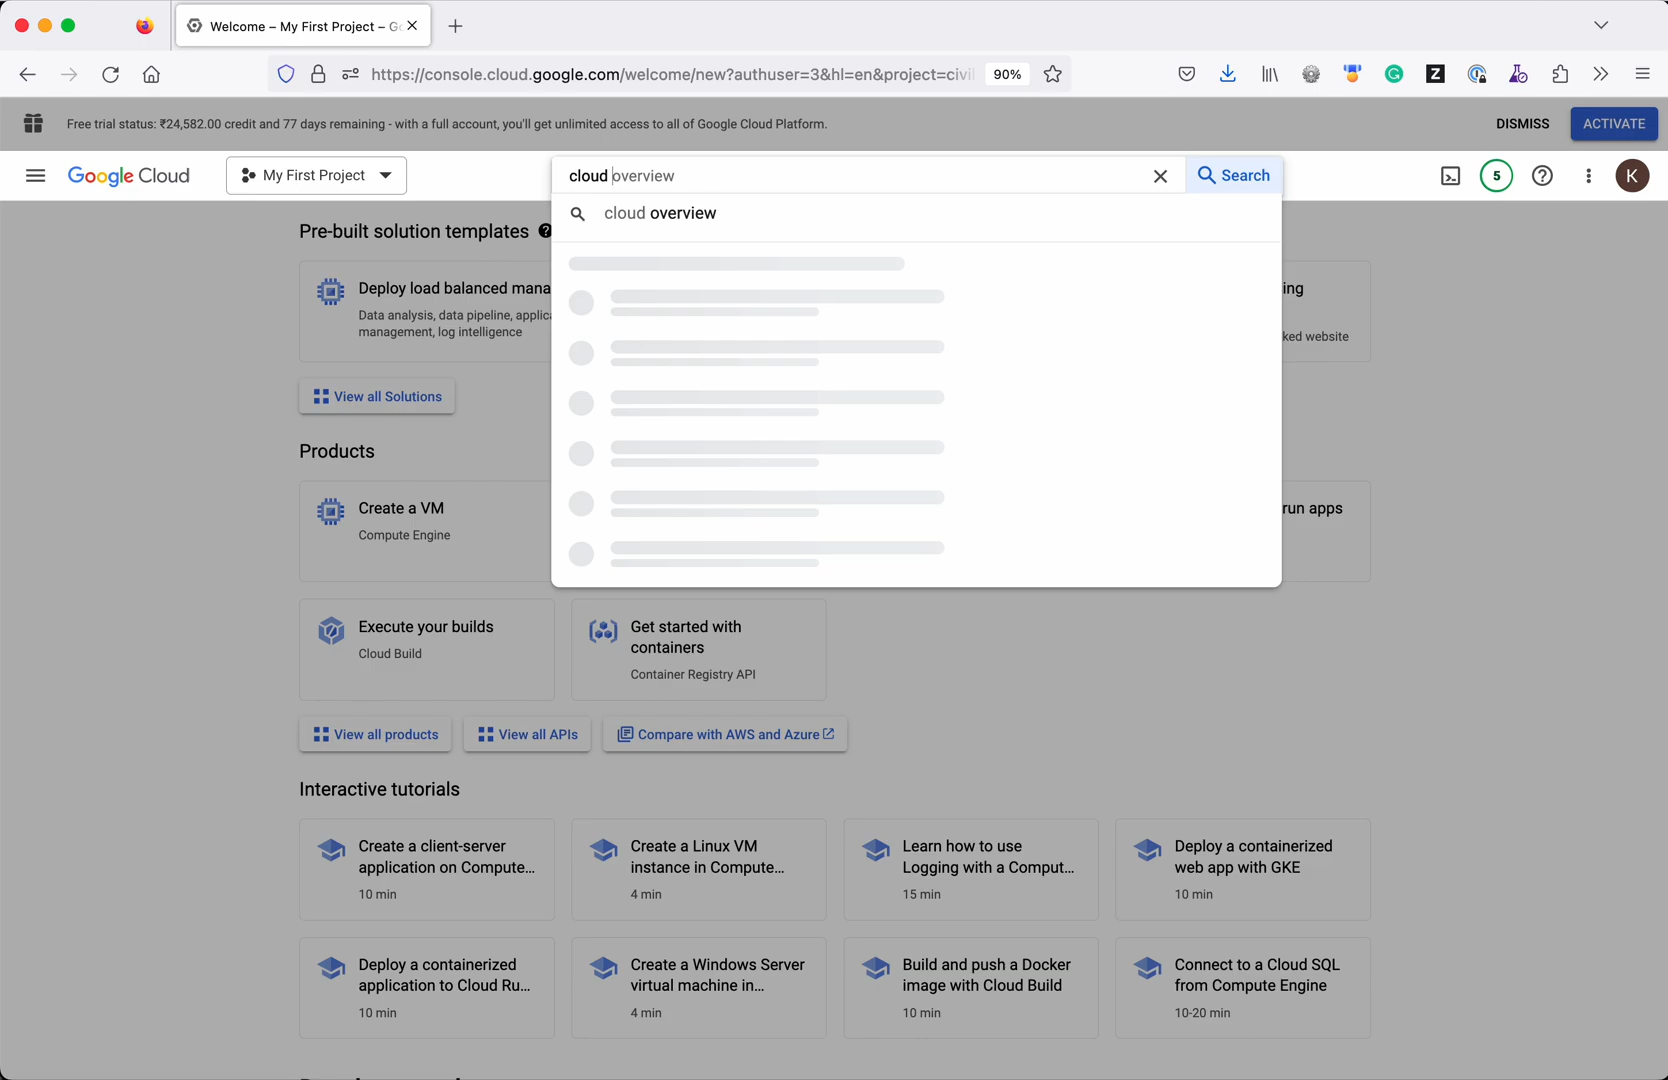 Welcome – My First Project – Go
https://console.cloud.google.com/welcome/new?authuser=3&hl=en&project=civil
90%
Free trial status: ₹24,582.00 credit and 77 days remaining - with a full account, you'll get unlimited access to all of Google Cloud Platform.
DISMISS
ACTIVATE
Google Cloud
My First Project
cloud overview
Search
5
K
cloud overview
Pre-built solution templates
Deploy load balanced mana
Data analysis, data pipeline, applica
management, log intelligence
ing
ked website
View all Solutions
Products
Create a VM
Compute Engine
run apps
Execute your builds
Cloud Build
Get started with
containers
Container Registry API
View all products
View all APIs
Compare with AWS and Azure
Interactive tutorials
Create a client-server
application on Compute...
10 min
Create a Linux VM
instance in Compute...
4 min
Learn how to use
Logging with a Comput...
15 min
Deploy a containerized
web app with GKE
10 min
Deploy a containerized
application to Cloud Ru...
10 min
Create a Windows Server
virtual machine in...
4 min
Build and push a Docker
image with Cloud Build
10 min
Connect to a Cloud SQL
from Compute Engine
10-20 min